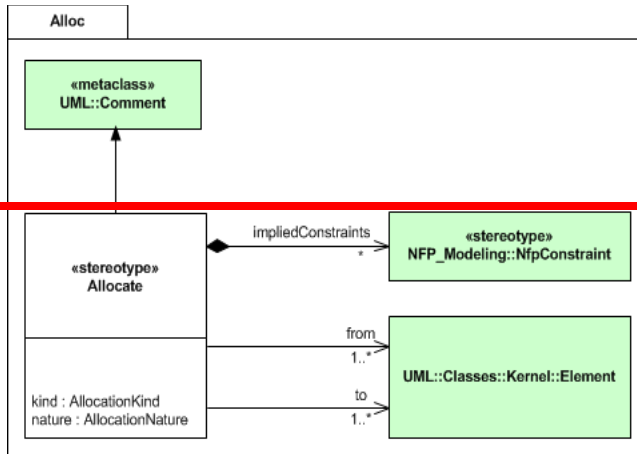 Alloc
«metaclass»
UML::Comment
«stereotype»
Allocate
kind : AllocationKind
nature : AllocationNature
impliedConstraints
*
«stereotype»
NFP_Modeling::NfpConstraint
from
1..*
to
1..*
UML::Classes::Kernel::Element